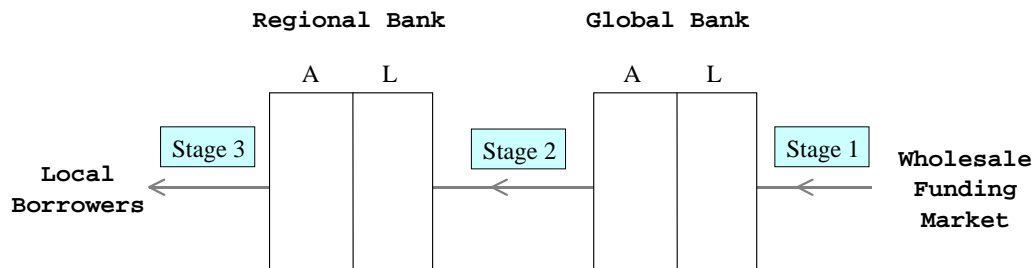 Regional Bank
Global Bank
A
L
A
L
Stage 3
Stage 2
Stage 1
Local
Borrowers
Wholesale
Funding
Market